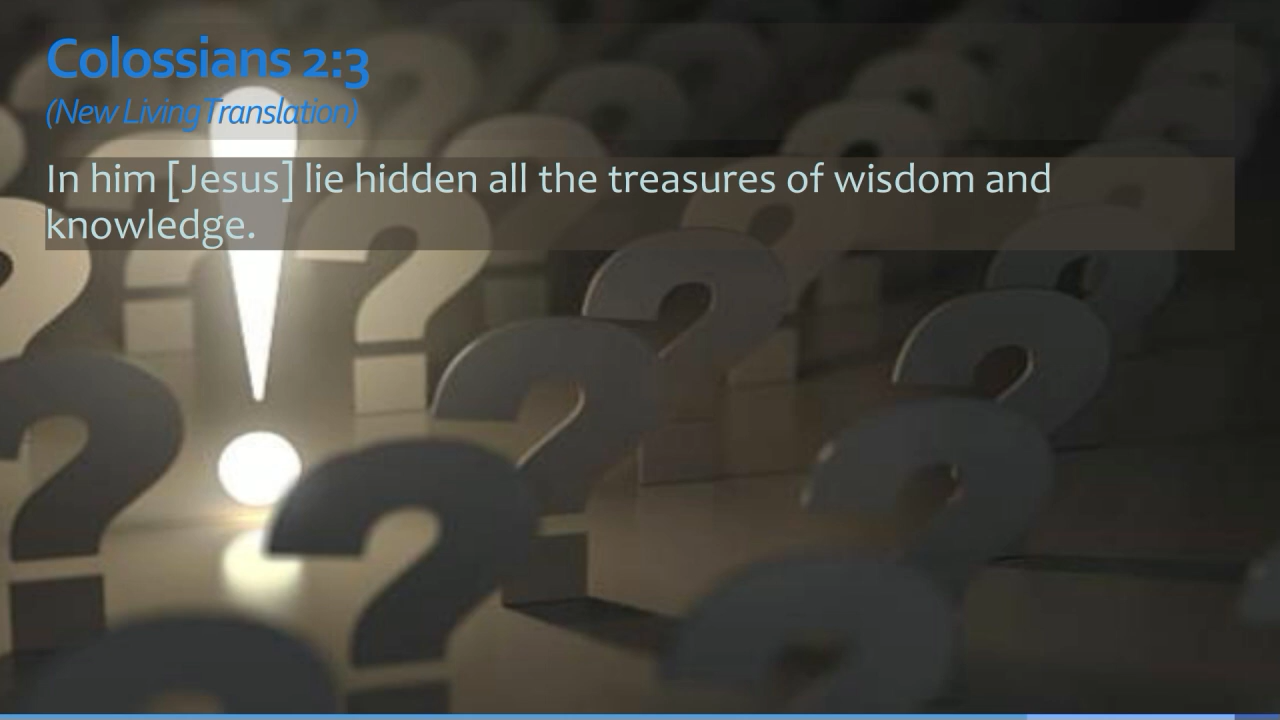 Colossians 2:3
(New Living Translation)
In him [Jesus] lie hidden all the treasures of wisdom and
knowledge.